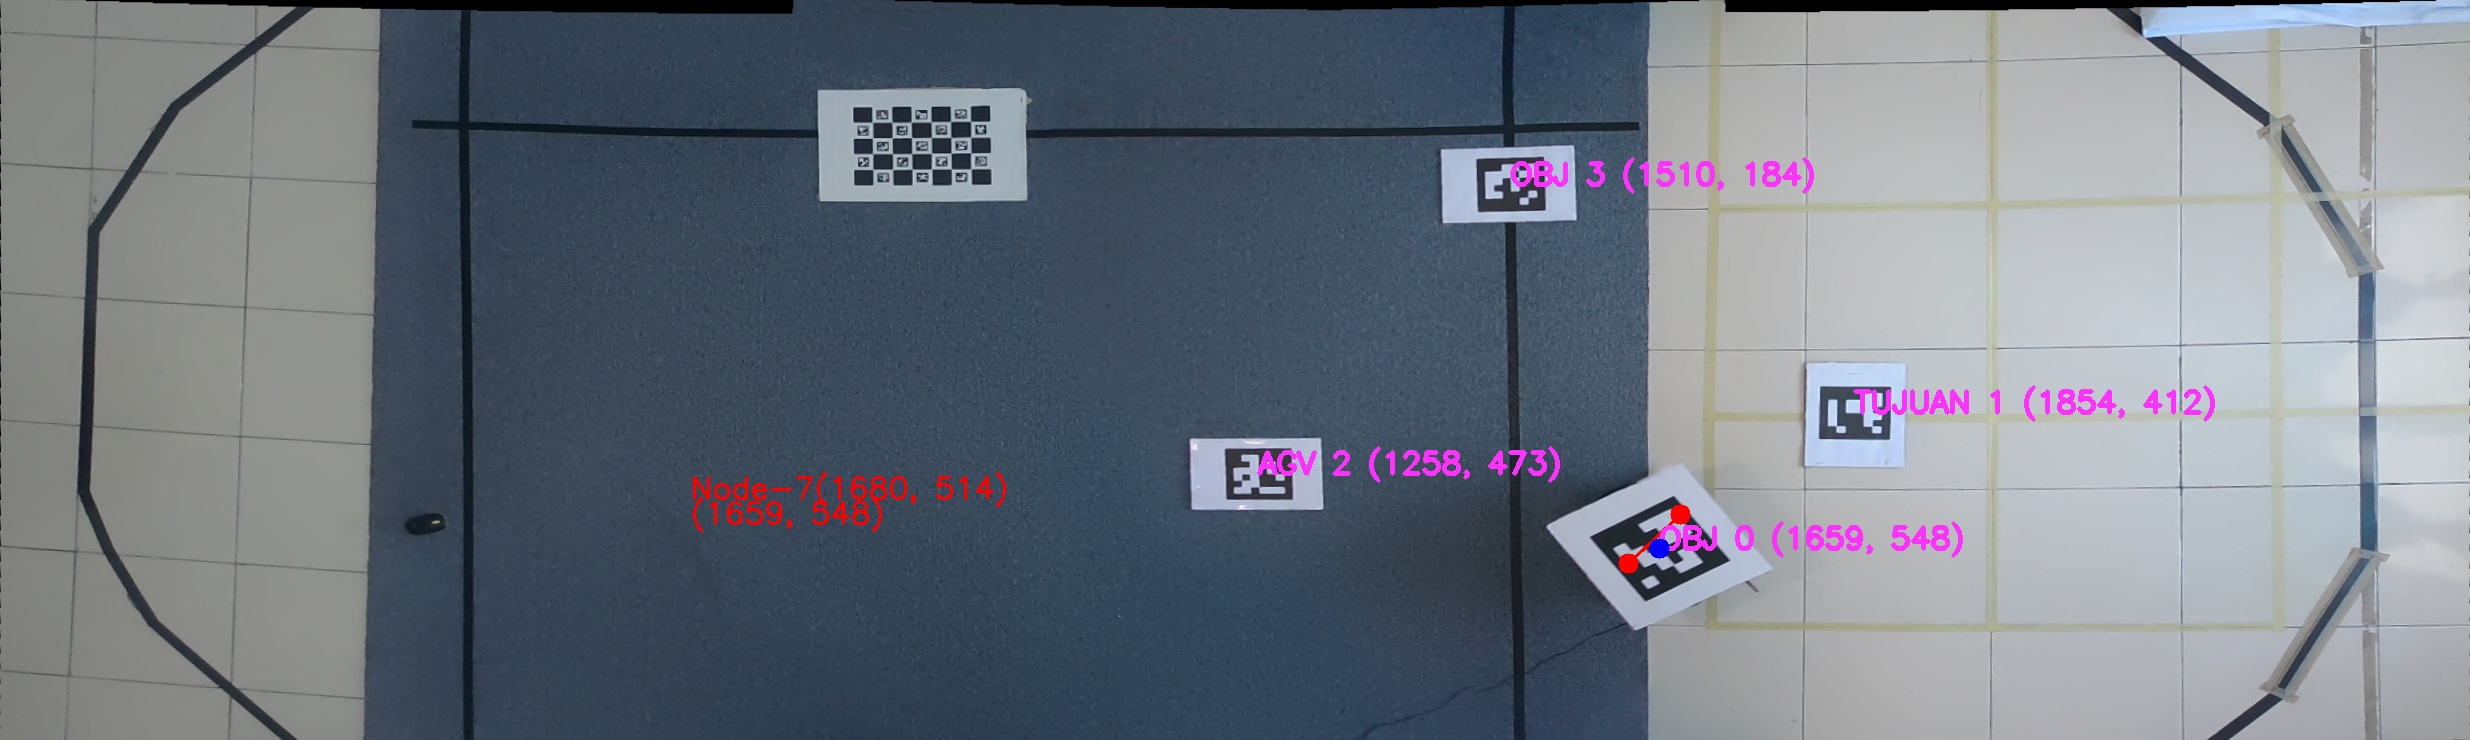 OBJ 3 (1510, 184)
TUJUAN 1 (1854, 412)
AGV 2 (1258, 473)
Node-7(1680, 514)
(1659, 548)
OBJ 0 (1659, 548)